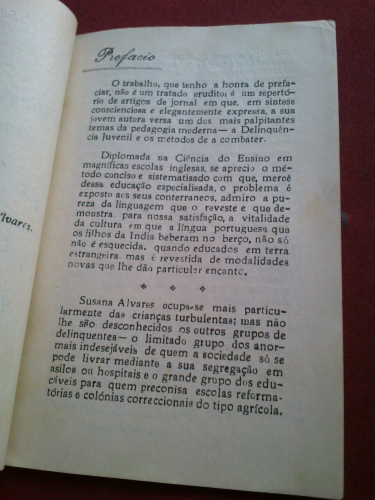 Prefacio
O trabalho, que tenho a honra de prefa-
ciar, não é um tratado erudito; é um repertó-
rio de artigos de jornal em que, em síntese
conscienciosa e elegantemente expressa, a sua
jovem autora versa um dos mais palpitantes
temas da pedagogia moderna— a Delinquên-
cia Juvenil e os métodos de a combater.
Diplomada na Ciência do Ensino em
magníficas escolas inglesas, se aprecio o mé-
todo conciso e sistematisado com que, mercê
dessa educação especialisada, o problema é
exposto aos seus conterraneos, admiro a pu-
reza da linguagem que o reveste e que de-
monstra, para nossa satisfação, a vitalidade
da cultura em que a língua portuguesa que
os filhos da India beberam no berço, não só
não é esquecida, quando educados em terra
estrangeira, mas é revestida de modalidades
novas que lhe dão particular encanto.
Susana Alvares ocupa-se mais particu-
larmente das crianças turbulentas; mas não
lhe são desconhecidos os outros grupos de
delinquentes— o limitado grupo dos anor-
mais indesejáveis de quem a sociedade só se
pode livrar mediante a sua segregação em
asilos ou hospitais e o grande grupo dos edu-
cáveis para quem preconisa escolas reforma-
tórias e colónias correccionais do tipo agrícola.
lvares.